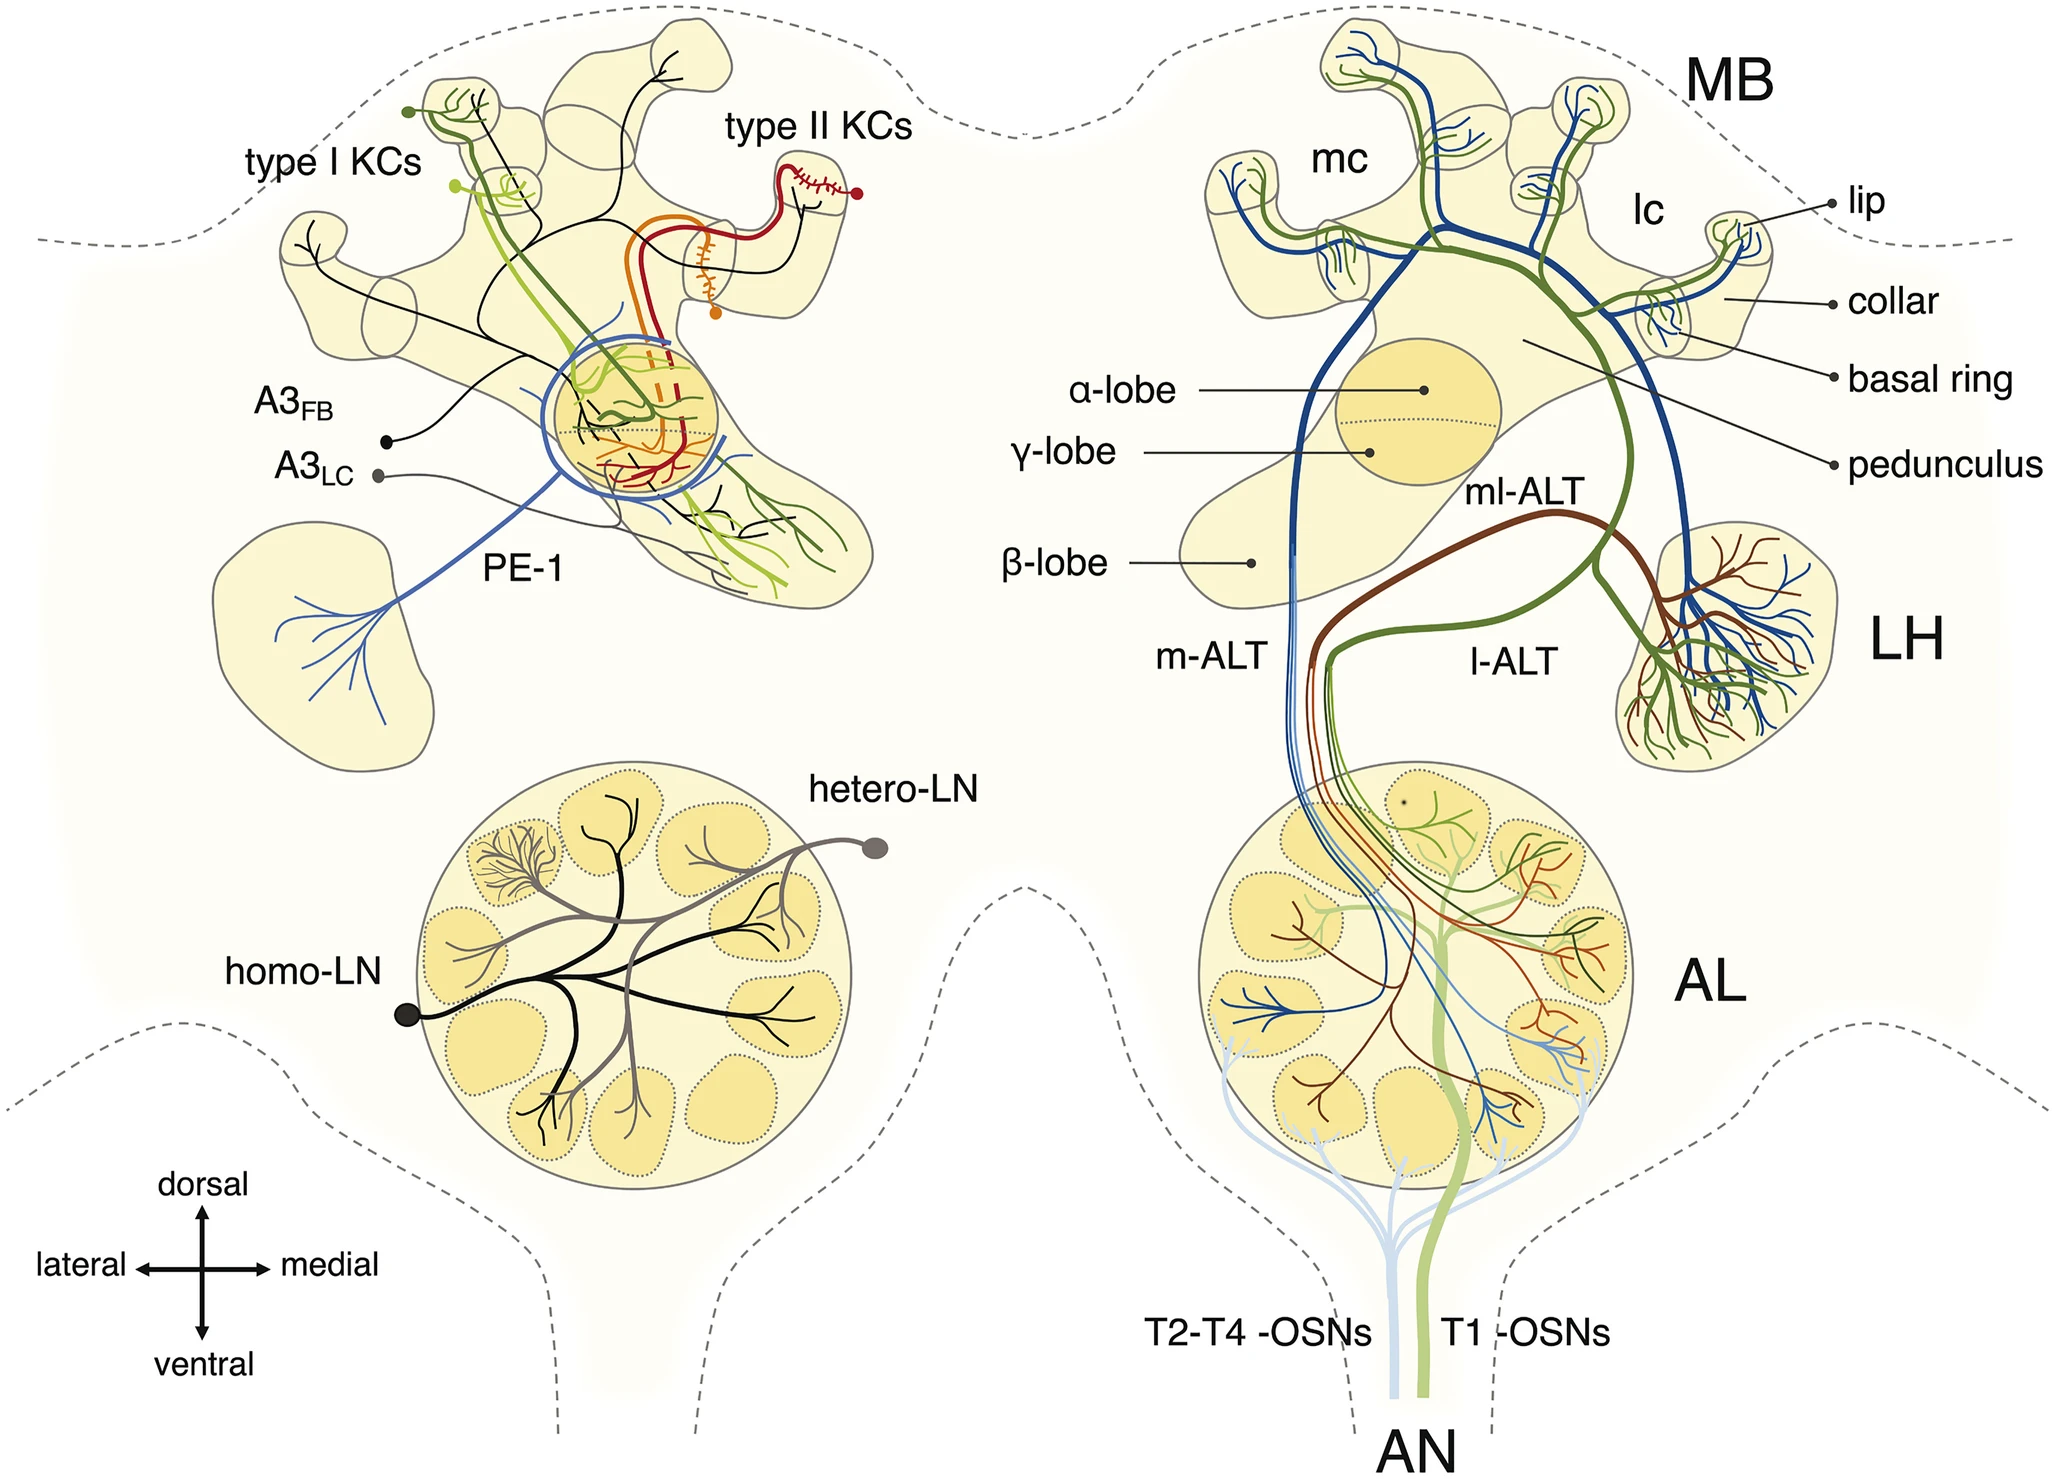 MB
type II KCs
type I KCs
mc
lc
lip
collar
basal ring
pedunculus
α-lobe
γ-lobe
β-lobe
A3FB
A3LC
PE-1
ml-ALT
m-ALT
l-ALT
LH
hetero-LN
homo-LN
AL
dorsal
lateral
medial
ventral
T2-T4 -OSNs
T1 -OSNs
AN